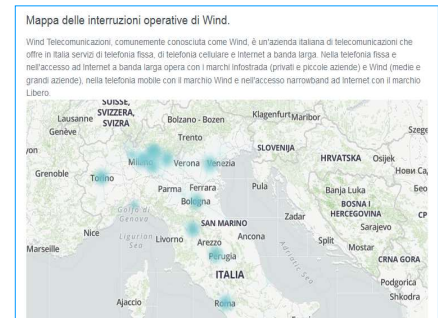 Mappa delle interruzioni operative di Wind.
Wind Telecomunicazioni, comunemente conosciuta come Wind, è un'azienda italiana di telecomunicazioni che
offre in Italia servizi di telefonia fissa, di telefonia cellulare e Internet a banda larga. Nella telefonia fissa e
nell'accesso ad Internet a banda larga opera con i marchi Infostrada (privati e piccole aziende) e Wind (medie e
grandi aziende), nella telefonia mobile con il marchio Wind e nell'accesso narrowband ad Internet con il marchio
Libero.
SUISSE,
SVIZZERA,
SVIZRA
Lausanne
Genève
Bolzano - Bozen
Klagenfurt
Maribor
Szege
Trento
yon
SLOVENIJA
Milano
Verona
Venezia
HRVATSKA
Osijek
Grenoble
Torino
Нови Са
Parma
Ferrara
Pula
Banja Luka
Бео
Bologna
BOSNA I
HERCEGOVINA
Golfo di
Genova
Zadar
СР
Sarajevo
Nice
SAN MARINO
Ligurian
Sea
Livorno
Arezzo
Ancona
Split
Mostar
Marseille
Adriatic
Sea
CRNA GORA
Perugia
ITALIA
Podgorica
Shkodra
Ajaccio
Roma